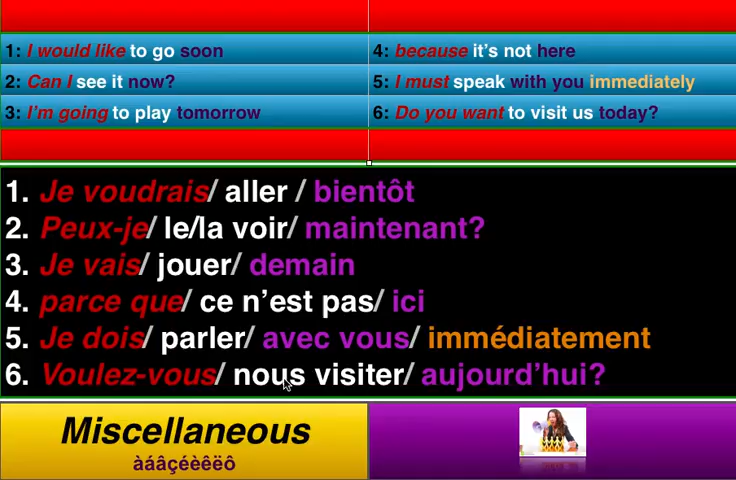 1: I would like to go soon
2: Can I see it now?
3: I'm going to play tomorrow
4: because it's not here
5: I must speak with you immediately
6: Do you want to visit us today?
1. Je voudrais/ aller / bientôt
2. Peux-je/ le/la voir/ maintenant?
3. Je vais/ jouer/ demain
4. parce que/ ce n'est pas/ ici
5. Je dois/ parler/ avec vous/ immédiatement
6. Voulez-vous/ nous visiter/ aujourd'hui?
Miscellaneous
àáâçéèêëô